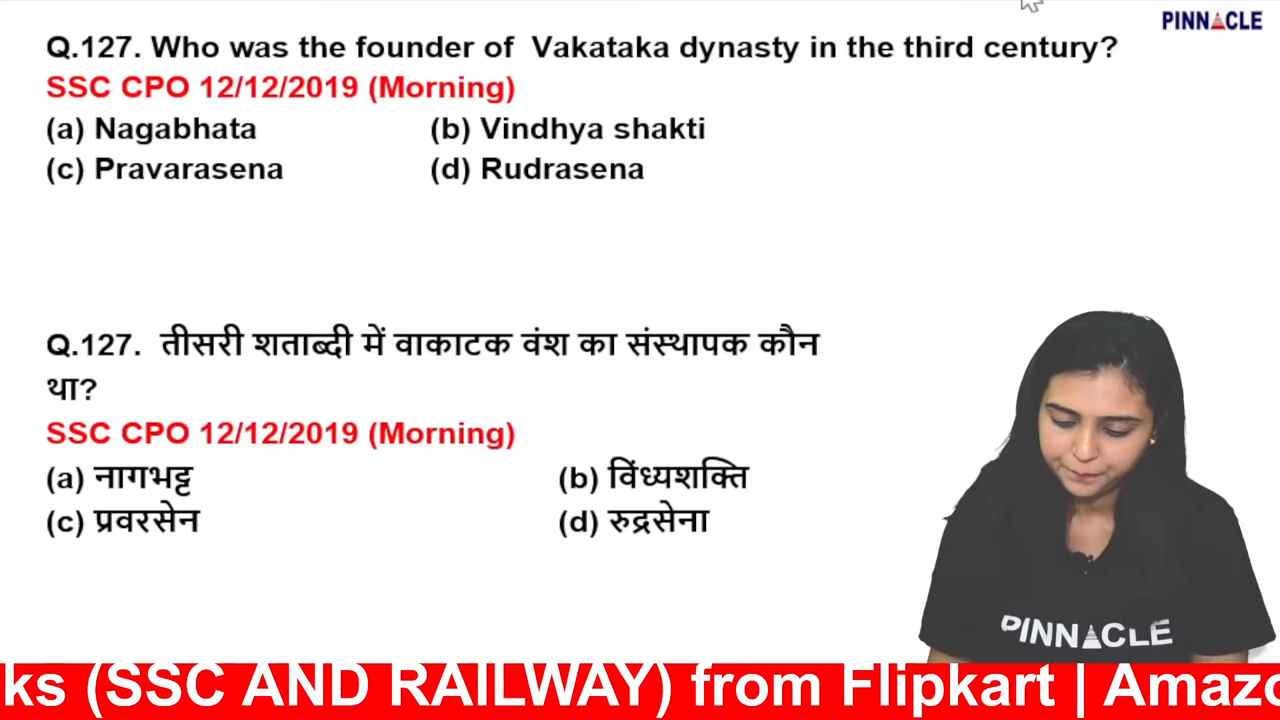 PINNACLE
Q.127. Who was the founder of Vakataka dynasty in the third century?
SSC CPO 12/12/2019 (Morning)
(a) Nagabhata (b) Vindhya shakti
(c) Pravarasena (d) Rudrasena
Q.127. तीसरी शताब्दी में वाकाटक वंश का संस्थापक कौन
था?
SSC CPO 12/12/2019 (Morning)
(a) नागभट्ट (b) विंध्यशक्ति
(c) प्रवरसेन (d) रुद्रसेना
PINNACLE
ks (SSC AND RAILWAY) from Flipkart | Amazo